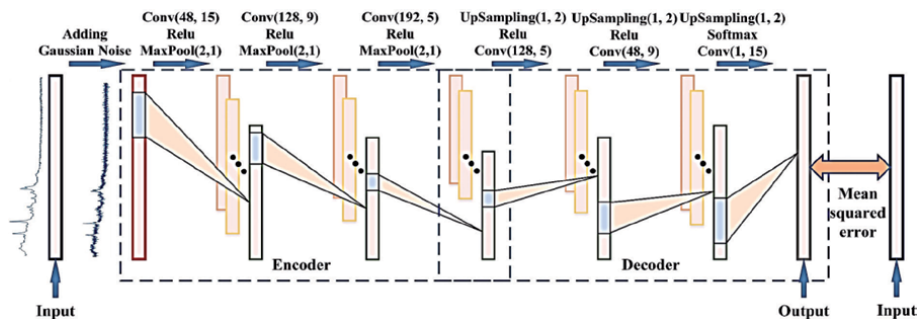 Adding
Gaussian Noise
Conv(48, 15)
Relu
MaxPool(2,1)
Conv(128, 9)
Relu
MaxPool(2,1)
Conv(192, 5)
Relu
MaxPool(2,1)
UpSampling(1, 2)
Relu
Conv(128, 5)
UpSampling(1, 2)
Relu
Conv(48, 9)
UpSampling(1, 2)
Softmax
Conv(1, 15)
Mean
squared
error
Encoder
Decoder
Input
Output
Input